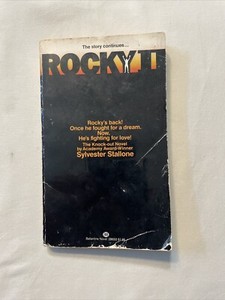 The story continues...
ROCKY II
Rocky's back!
Once he fought for a dream.
Now,
He's fighting for love!
The Knock-out Novel
by Academy Award-Winner
Sylvester Stallone
Ballantine